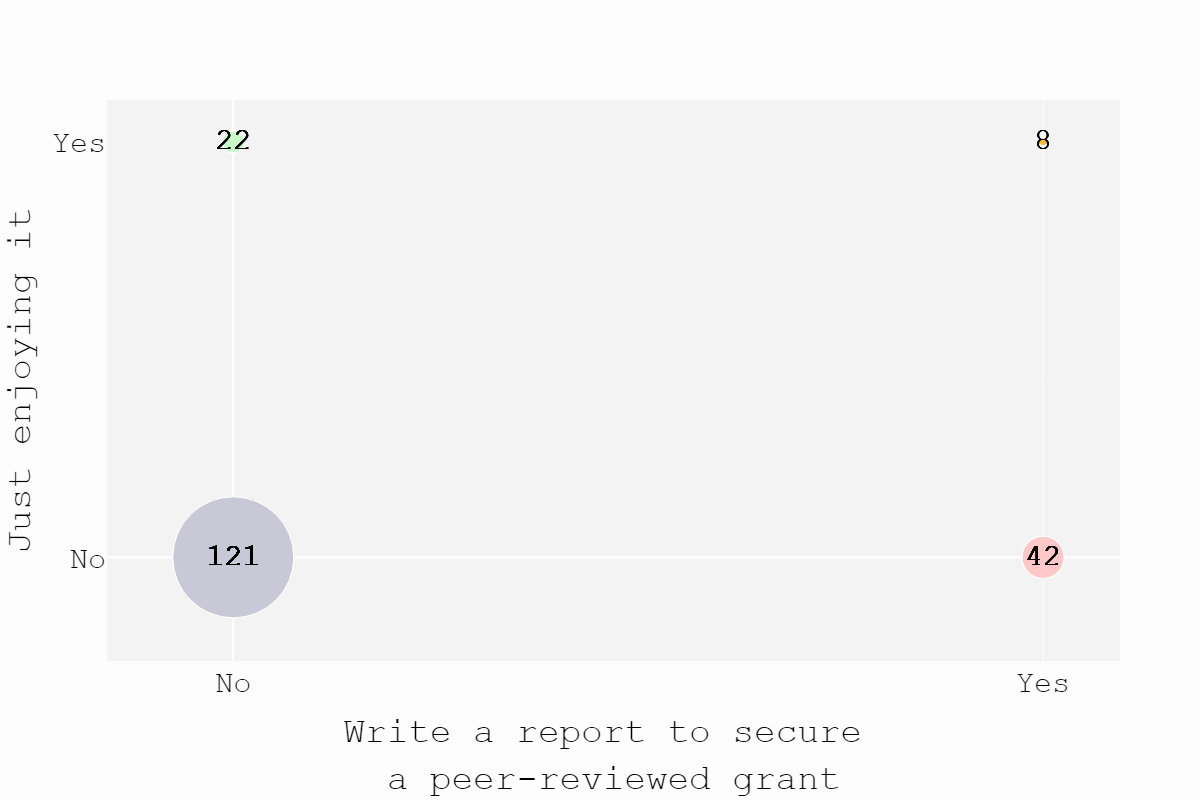 Yes
22
8
Just enjoying it
No
121
42
No
Yes
Write a report to secure
a peer-reviewed grant